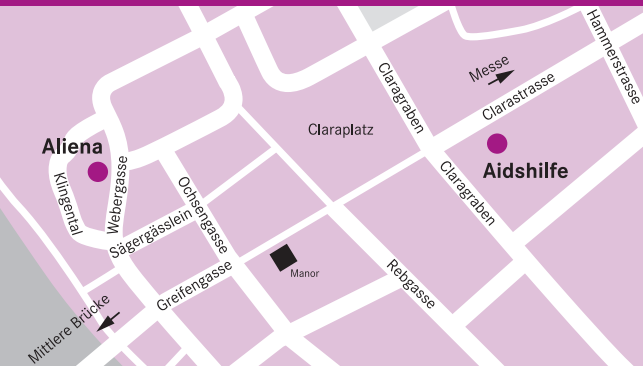 Hammerstrasse
Messe
Claragraben
Clarastrasse
Claraplatz
Aliena
Aidshilfe
Klingental
Webergasse
Ochsengasse
Claragraben
Sägergässlein
Greifengasse
Manor
Rebgasse
Mittlere Brücke